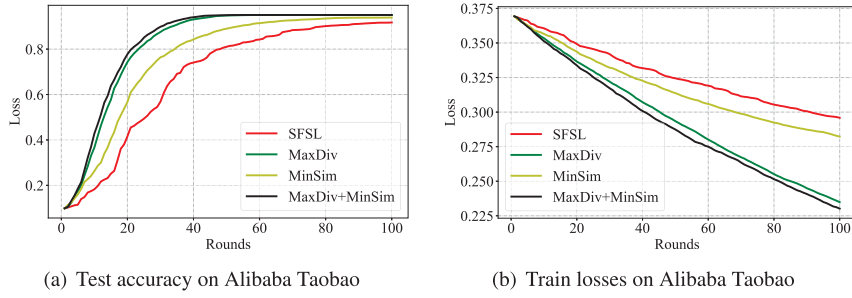 Loss
0.8
0.6
0.4
0.2
0
20
40
60
80
100
Rounds
SFSL
MaxDiv
MinSim
MaxDiv+MinSim
(a) Test accuracy on Alibaba Taobao
Loss
0.375
0.350
0.325
0.300
0.275
0.250
0.225
0
20
40
60
80
100
Rounds
SFSL
MaxDiv
MinSim
MaxDiv+MinSim
(b) Train losses on Alibaba Taobao